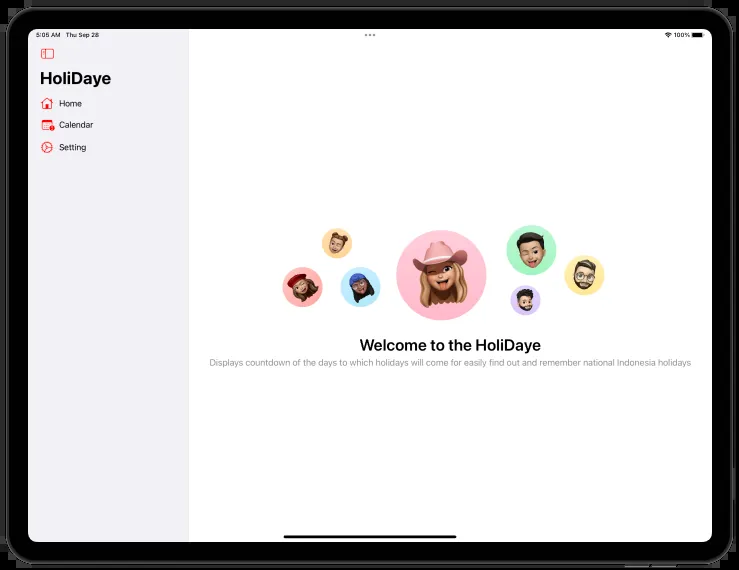 5:05 AM Thu Sep 28
100%
HoliDaye
Home
Calendar
Setting
Welcome to the HoliDaye
Displays countdown of the days to which holidays will come for easily find out and remember national Indonesia holidays